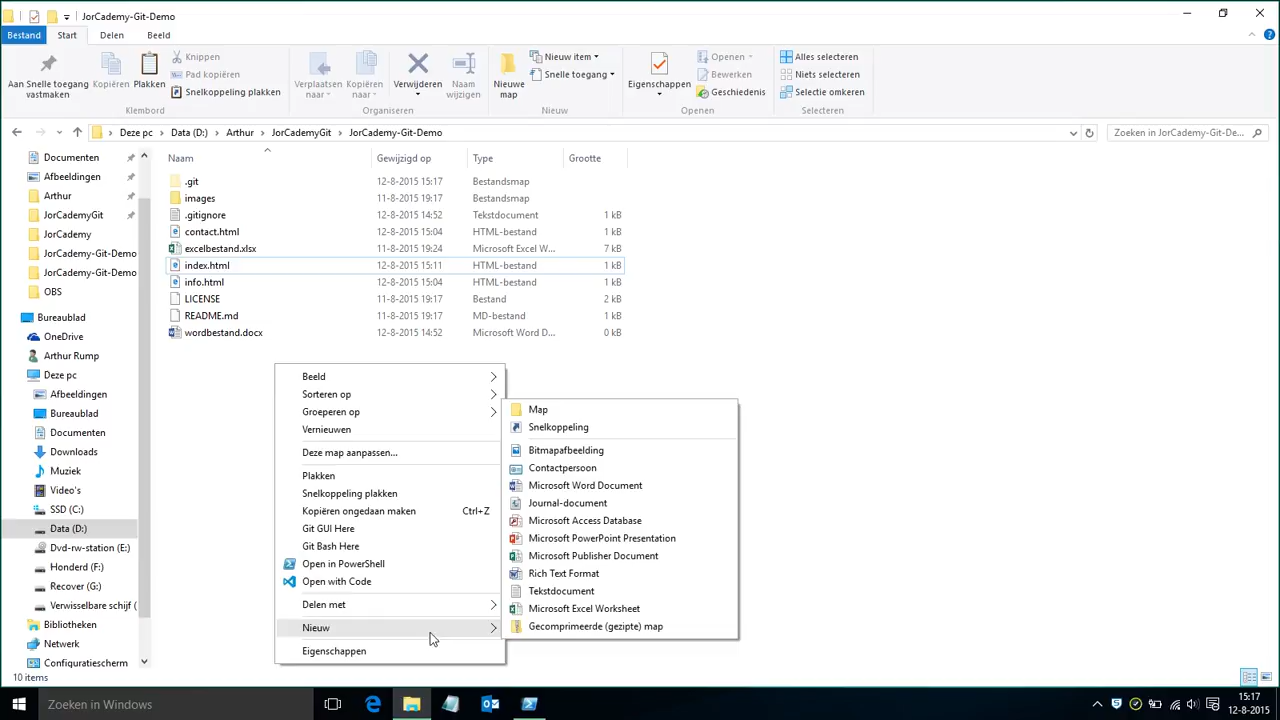 JorCademy-Git-Demo
Bestand Start Delen Beeld
Aan Snelle toegang vastmaken
Kopiëren
Plakken
Knippen
Pad kopiëren
Snelkoppeling plakken
Klembord
Verplaatsen naar
Kopiëren naar
Verwijderen
Naam wijzigen
Organiseren
Nieuwe map
Nieuw item
Snelle toegang
Nieuw
Eigenschappen
Openen
Bewerken
Geschiedenis
Openen
Alles selecteren
Niets selecteren
Selectie omkeren
Selecteren
Deze pc Data (D:) Arthur JorCademyGit JorCademy-Git-Demo
Zoeken in JorCademy-Git-De...
Documenten
Afbeeldingen
Arthur
JorCademyGit
JorCademy
JorCademy-Git-Demo
JorCademy-Git-Demo
OBS
Bureaublad
OneDrive
Arthur Rump
Deze pc
Afbeeldingen
Bureaublad
Documenten
Downloads
Muziek
Video's
SSD (C:)
Data (D:)
Dvd-rw-station (E:)
Honderd (F:)
Recover (G:)
Verwisselbare schijf (
Bibliotheken
Netwerk
Configuratiescherm
Naam Gewijzigd op Type Grootte
.git 12-8-2015 15:17 Bestandsmap
images 11-8-2015 19:17 Bestandsmap
.gitignore 12-8-2015 14:52 Tekstdocument 1 kB
contact.html 12-8-2015 15:04 HTML-bestand 1 kB
excelbestand.xlsx 11-8-2015 19:24 Microsoft Excel W... 7 kB
index.html 12-8-2015 15:11 HTML-bestand 1 kB
info.html 12-8-2015 15:04 HTML-bestand 1 kB
LICENSE 11-8-2015 19:17 Bestand 2 kB
README.md 11-8-2015 19:17 MD-bestand 1 kB
wordbestand.docx 12-8-2015 14:52 Microsoft Word D... 0 kB
Beeld
Sorteren op
Groeperen op
Vernieuwen
Deze map aanpassen...
Plakken
Snelkoppeling plakken
Kopiëren ongedaan maken Ctrl+Z
Git GUI Here
Git Bash Here
Open in PowerShell
Open with Code
Delen met
Nieuw
Eigenschappen
Map
Snelkoppeling
Bitmapafbeelding
Contactpersoon
Microsoft Word Document
Journal-document
Microsoft Access Database
Microsoft PowerPoint Presentation
Microsoft Publisher Document
Rich Text Format
Tekstdocument
Microsoft Excel Worksheet
Gecomprimeerde (gezipte) map
10 items
Zoeken in Windows
15:17
12-8-2015